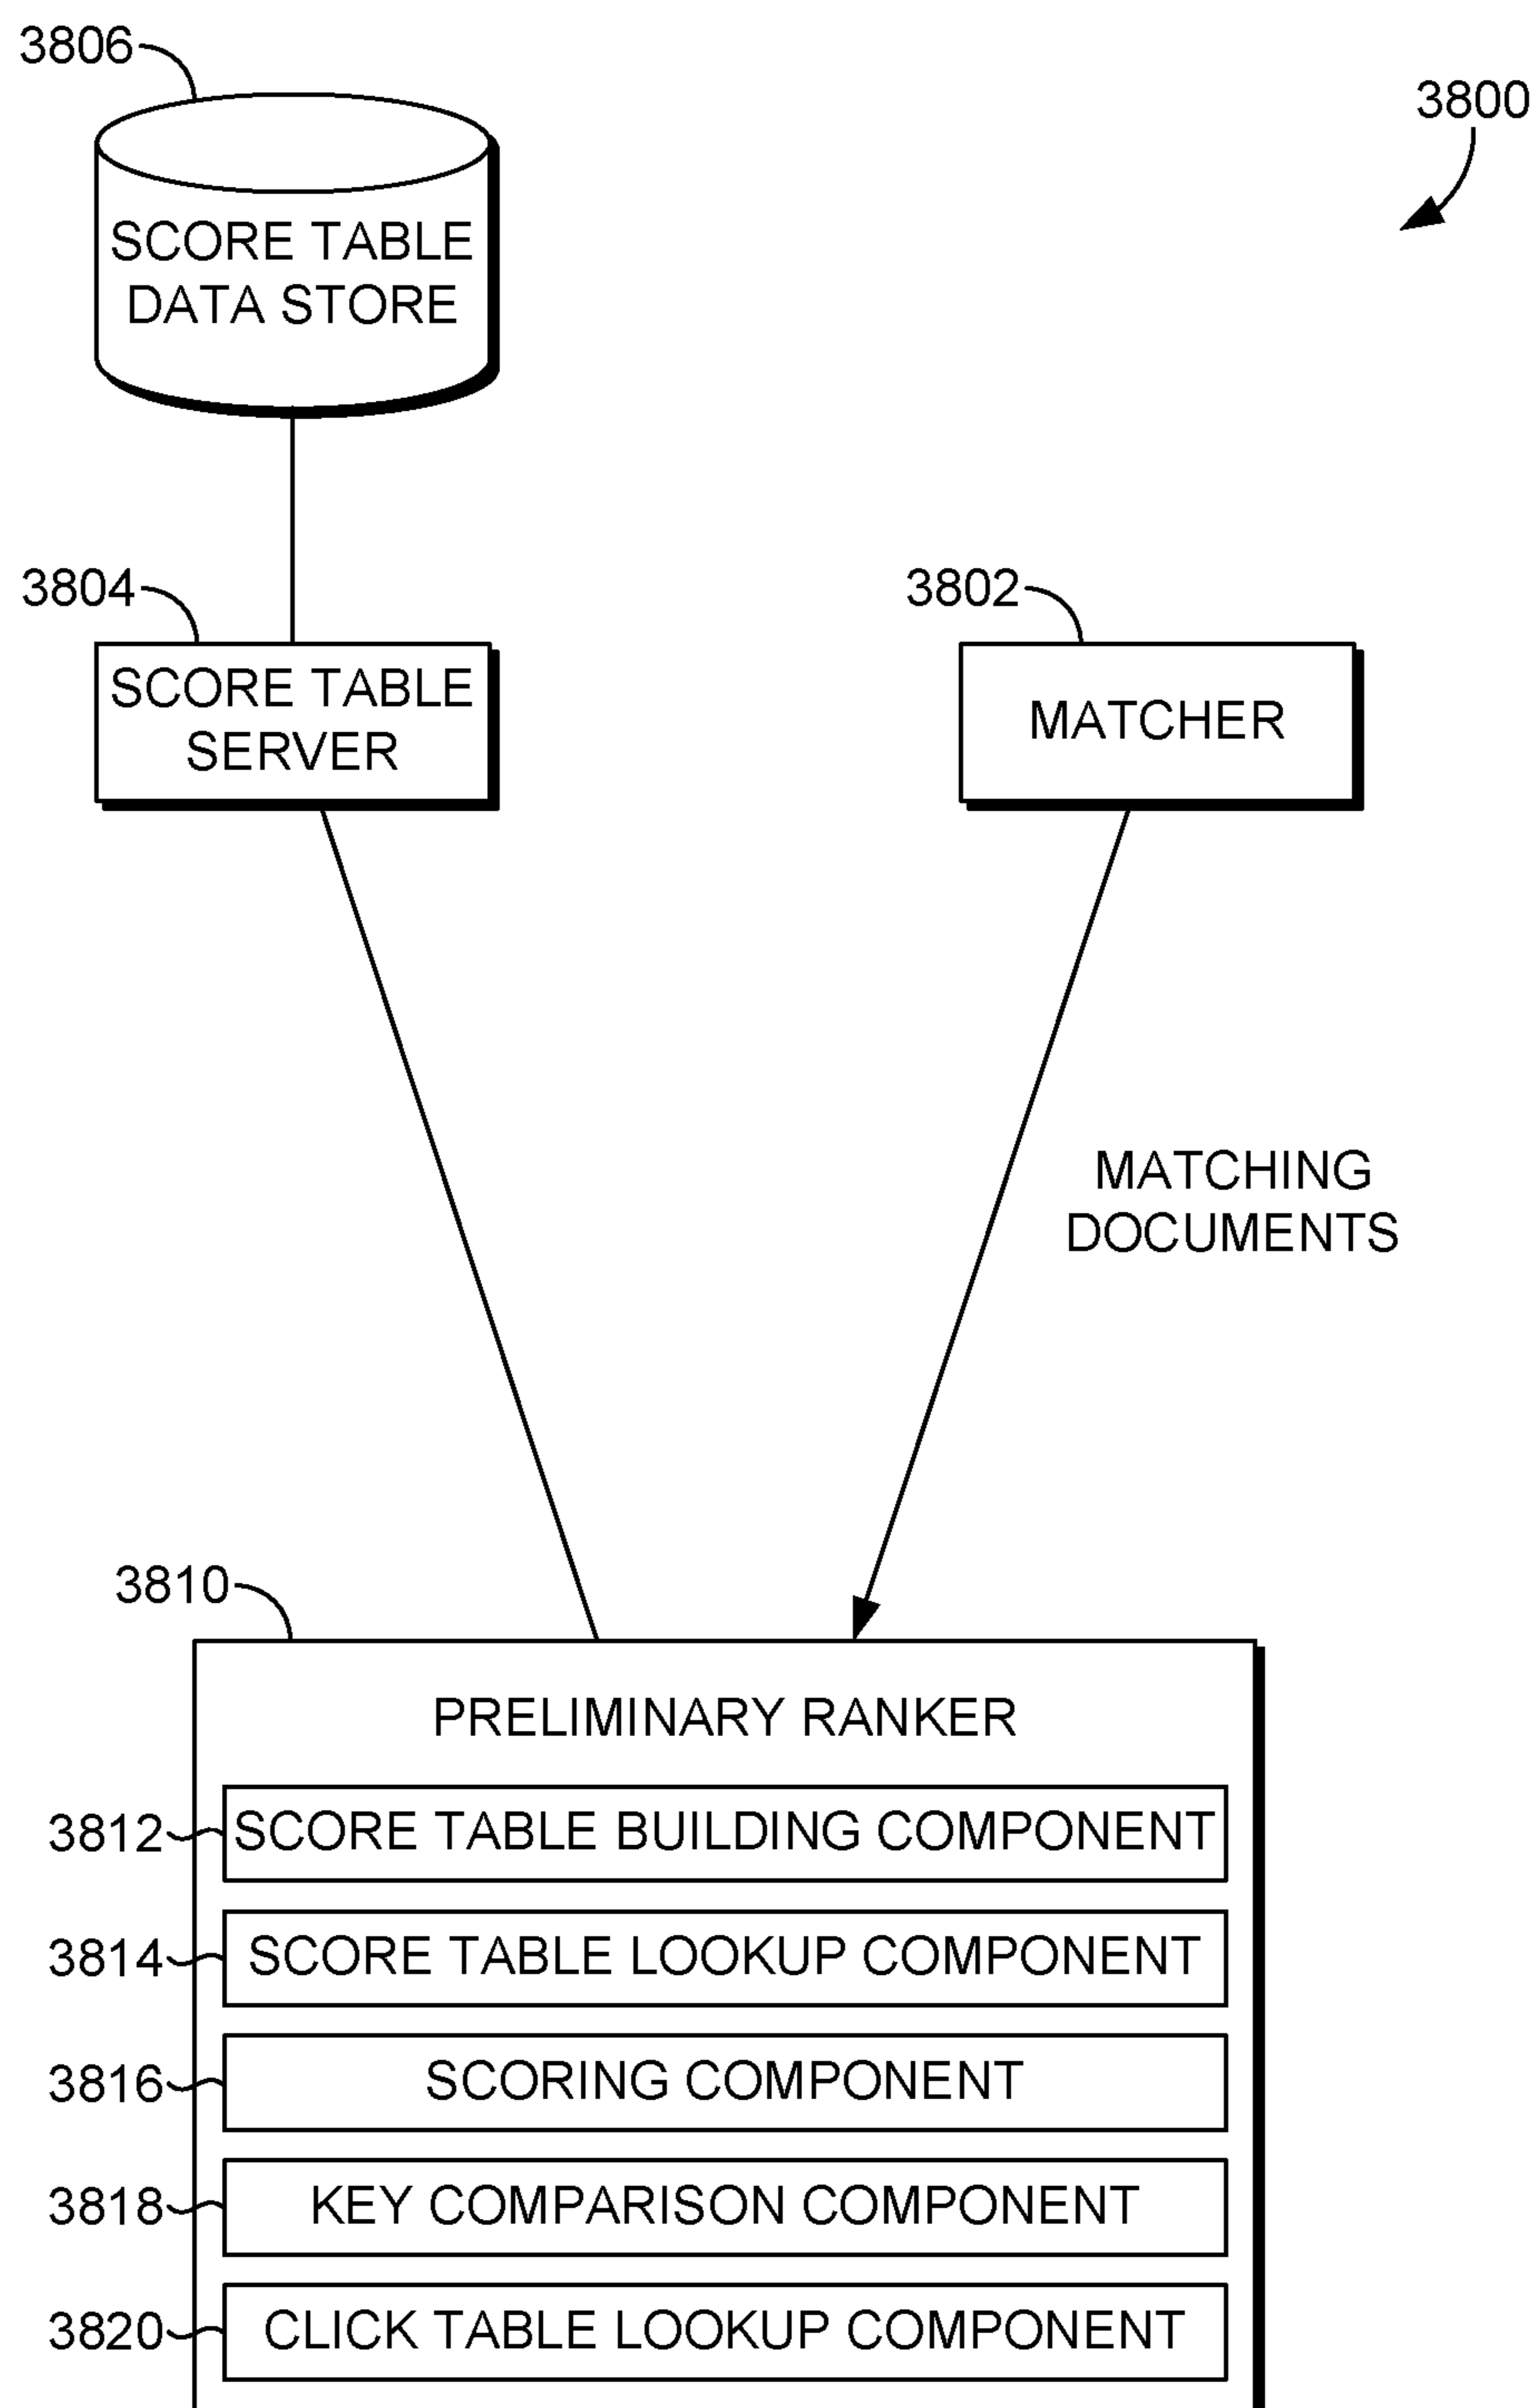 3806
3800
SCORE TABLE
DATA STORE
3804
3802
SCORE TABLE
SERVER
MATCHER
MATCHING
DOCUMENTS
3810
PRELIMINARY RANKER
3812
SCORE TABLE BUILDING COMPONENT
3814
SCORE TABLE LOOKUP COMPONENT
3816
SCORING COMPONENT
3818
KEY COMPARISON COMPONENT
3820
CLICK TABLE LOOKUP COMPONENT